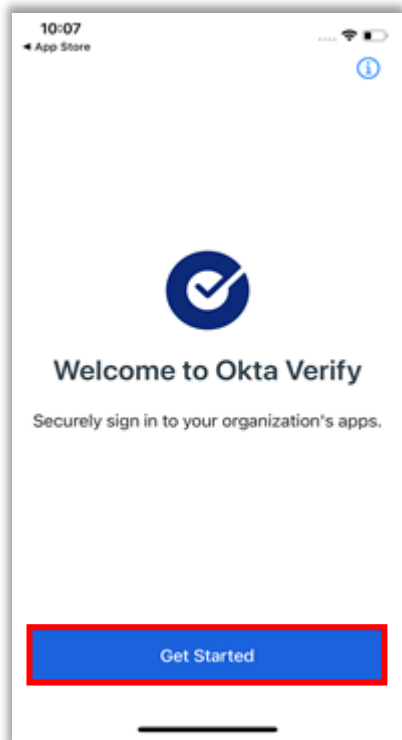 10:07
◀ App Store
Welcome to Okta Verify
Securely sign in to your organization's apps.
Get Started